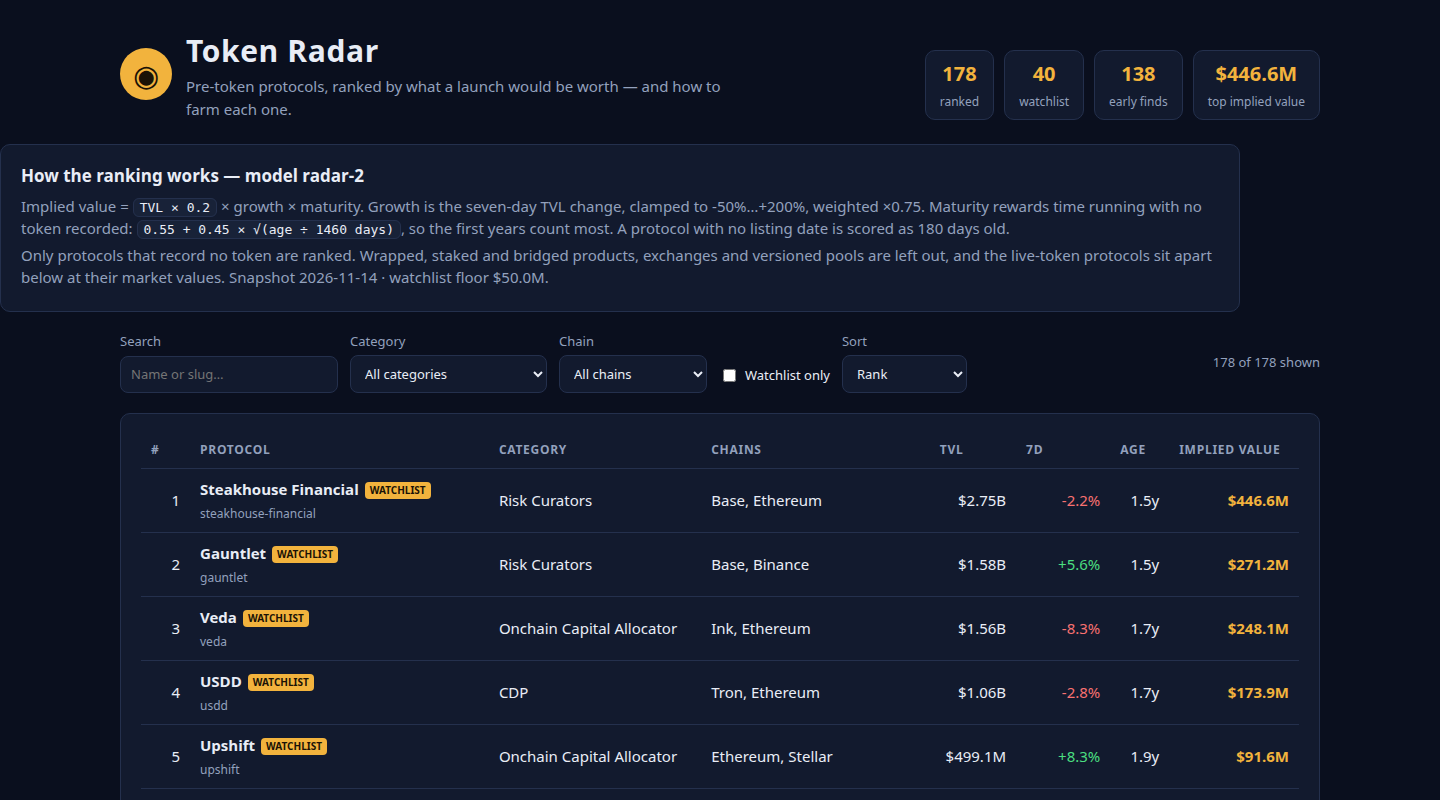 Token Radar
Pre-token protocols, ranked by what a launch would be worth — and how to
farm each one.
178
ranked
40
watchlist
138
early finds
$446.6M
top implied value
How the ranking works — model radar-2
Implied value = TVL × 0.2 × growth × maturity. Growth is the seven-day TVL change, clamped to -50%…+200%, weighted ×0.75. Maturity rewards time running with no
token recorded: 0.55 + 0.45 × √(age ÷ 1460 days), so the first years count most. A protocol with no listing date is scored as 180 days old.
Only protocols that record no token are ranked. Wrapped, staked and bridged products, exchanges and versioned pools are left out, and the live-token protocols sit apart
below at their market values. Snapshot 2026-11-14 · watchlist floor $50.0M.
Search Category Chain Sort
Name or slug… All categories All chains Watchlist only Rank 178 of 178 shown
# PROTOCOL CATEGORY CHAINS TVL 7D AGE IMPLIED VALUE
1 Steakhouse Financial WATCHLIST Risk Curators Base, Ethereum $2.75B -2.2% 1.5y $446.6M
steakhouse-financial
2 Gauntlet WATCHLIST Risk Curators Base, Binance $1.58B +5.6% 1.5y $271.2M
gauntlet
3 Veda WATCHLIST Onchain Capital Allocator Ink, Ethereum $1.56B -8.3% 1.7y $248.1M
veda
4 USDD WATCHLIST CDP Tron, Ethereum $1.06B -2.8% 1.7y $173.9M
usdd
5 Upshift WATCHLIST Onchain Capital Allocator Ethereum, Stellar $499.1M +8.3% 1.9y $91.6M
upshift